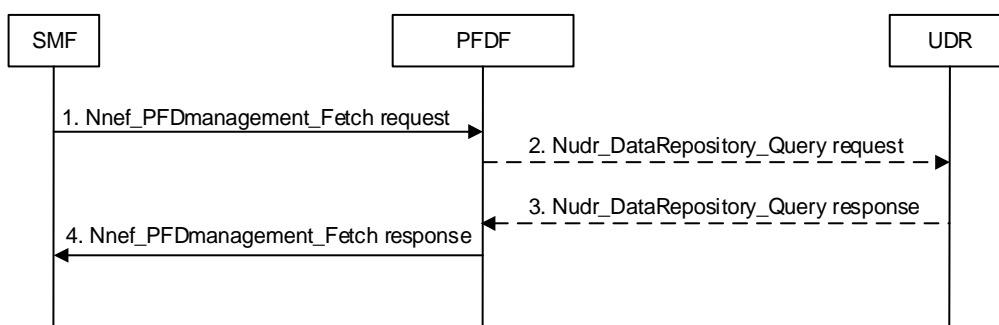 SMF
PFDF
UDR
1. Nnef_PFDmanagement_Fetch request
2. Nudr_DataRepository_Query request
3. Nudr_DataRepository_Query response
4. Nnef_PFDmanagement_Fetch response